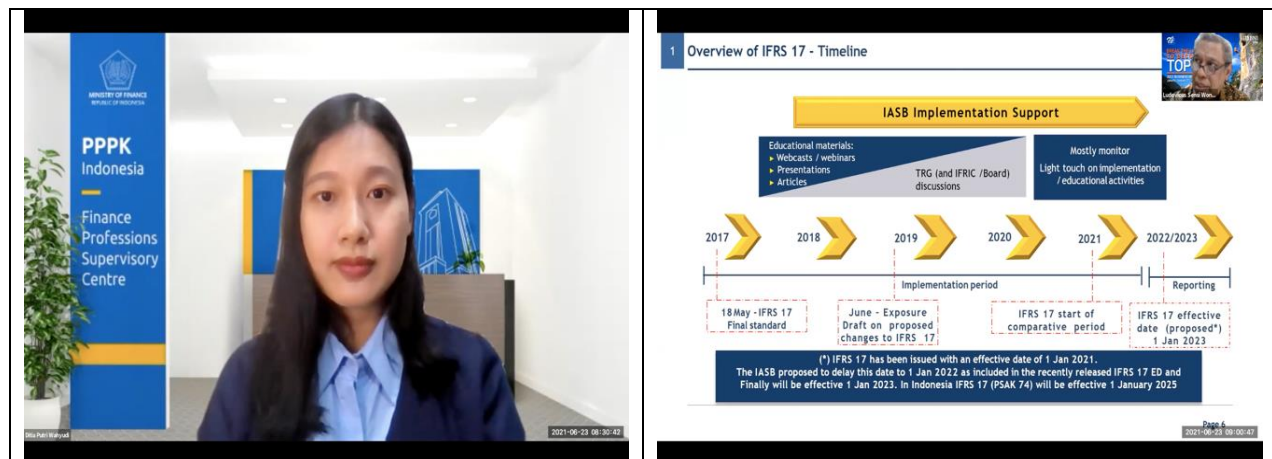 MINISTRY OF FINANCE
REPUBLIC OF INDONESIA
PPPK
Indonesia
Finance
Professions
Supervisory
Centre
Putri Wahyudi
2021-06-23 08:30:42
1 Overview of IFRS 17 - Timeline
TOP
IASB Implementation Support
Educational materials:
▶ Webcasts / webinars
▶ Presentations
▶ Articles
TRG (and IFRIC /Board)
discussions
Mostly monitor
Light touch on implementation
/ educational activities
2017 2018 2019 2020 2021 2022/2023
Implementation period Reporting
18 May - IFRS 17
Final standard
June - Exposure
Draft on proposed
changes to IFRS 17
IFRS 17 start of
comparative period
IFRS 17 effective
date (proposed*)
1 Jan 2023
(*) IFRS 17 has been issued with an effective date of 1 Jan 2021.
The IASB proposed to delay this date to 1 Jan 2022 as included in the recently released IFRS 17 ED and
Finally will be effective 1 Jan 2023. In Indonesia IFRS 17 (PSAK 74) will be effective 1 January 2025
Page 6
2021-06-23 09:00:47